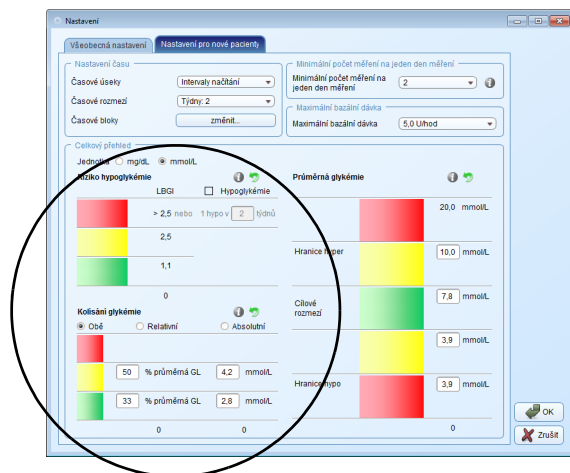 Nastavení
Všeobecná nastavení
Nastavení pro nové pacienty
Nastavení času
Časové úseky
Intervaly načítání
Časové rozmezí
Týdny: 2
Časové bloky
změnit...
Minimální počet měření na jeden den měření
Minimální počet měření na
jeden den měření
2
Maximální bazální dávka
Maximální bazální dávka
5,0 U/hod
Celkový přehled
Jednotka mg/dL mmol/L
Riziko hypoglykémie
LBGI Hypoglykémie
> 2,5 nebo 1 hypo v 2 týdnů
2,5
1,1
0
Kolísání glykémie
Obě Relativní Absolutní
50 % průměrná GL 4,2 mmol/L
33 % průměrná GL 2,8 mmol/L
0 0
Průměrná glykémie
20,0 mmol/L
Hranice hyper 10,0 mmol/L
Cílové
rozmezí
7,8 mmol/L
3,9 mmol/L
Hranice hypo 3,9 mmol/L
0
OK
Zrušit